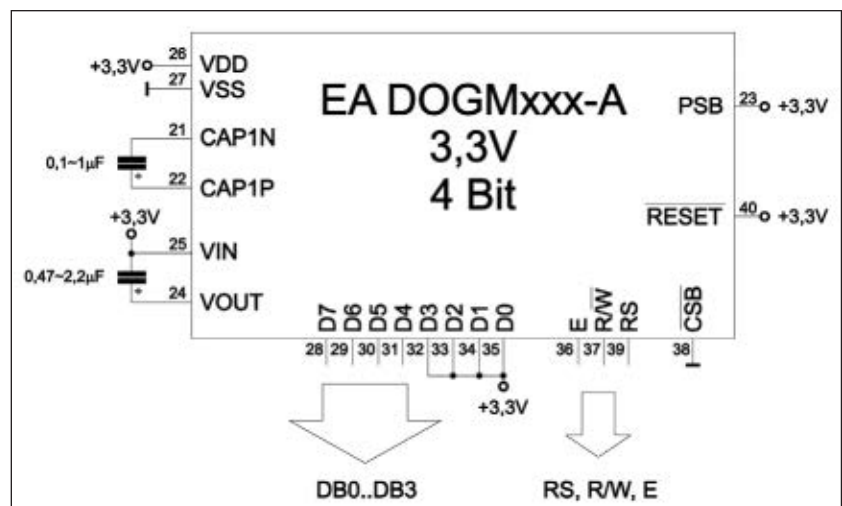 EA DOGMxxx-A
3,3V
4 Bit
+3,3V
26
VDD
27
VSS
21
CAP1N
0,1~1µF
+
22
CAP1P
+3,3V
25
VIN
0,47~2,2µF
+
24
VOUT
PSB
23
+3,3V
RESET
40
+3,3V
D7
D6
D5
D4
D3
D2
D1
D0
E
R/W
RS
CSB
28
29
30
31
32
33
34
35
36
37
39
38
+3,3V
DB0..DB3
RS, R/W, E